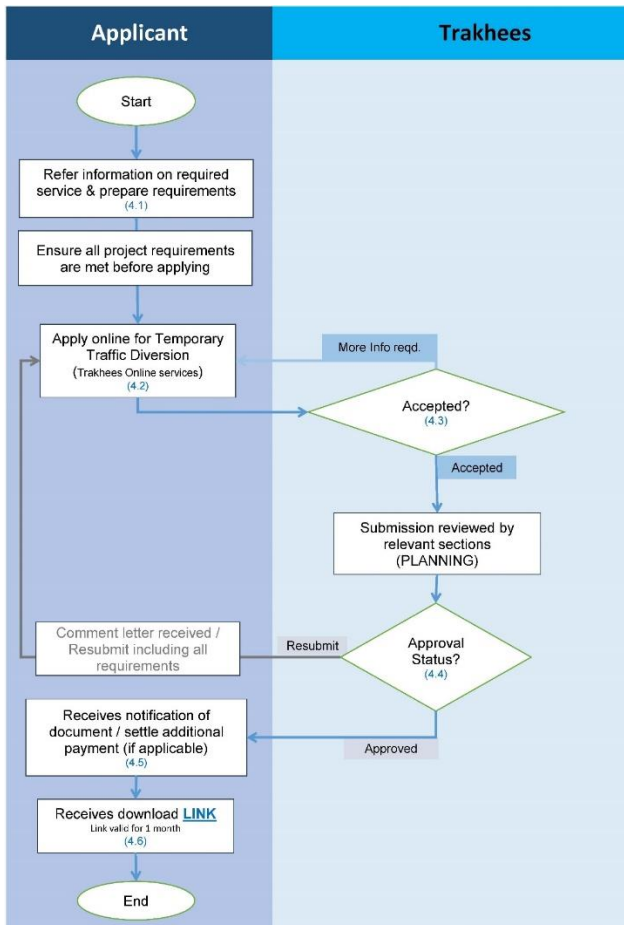 Applicant
Trakhees
Start
Refer information on required
service & prepare requirements
(4.1)
Ensure all project requirements
are met before applying
Apply online for Temporary
Traffic Diversion
(Trakhees Online services)
(4.2)
More Info reqd.
Accepted?
(4.3)
Accepted
Submission reviewed by
relevant sections
(PLANNING)
Approval
Status?
(4.4)
Resubmit
Comment letter received /
Resubmit including all
requirements
Approved
Receives notification of
document / settle additional
payment (if applicable)
(4.5)
Receives download LINK
Link valid for 1 month
(4.6)
End